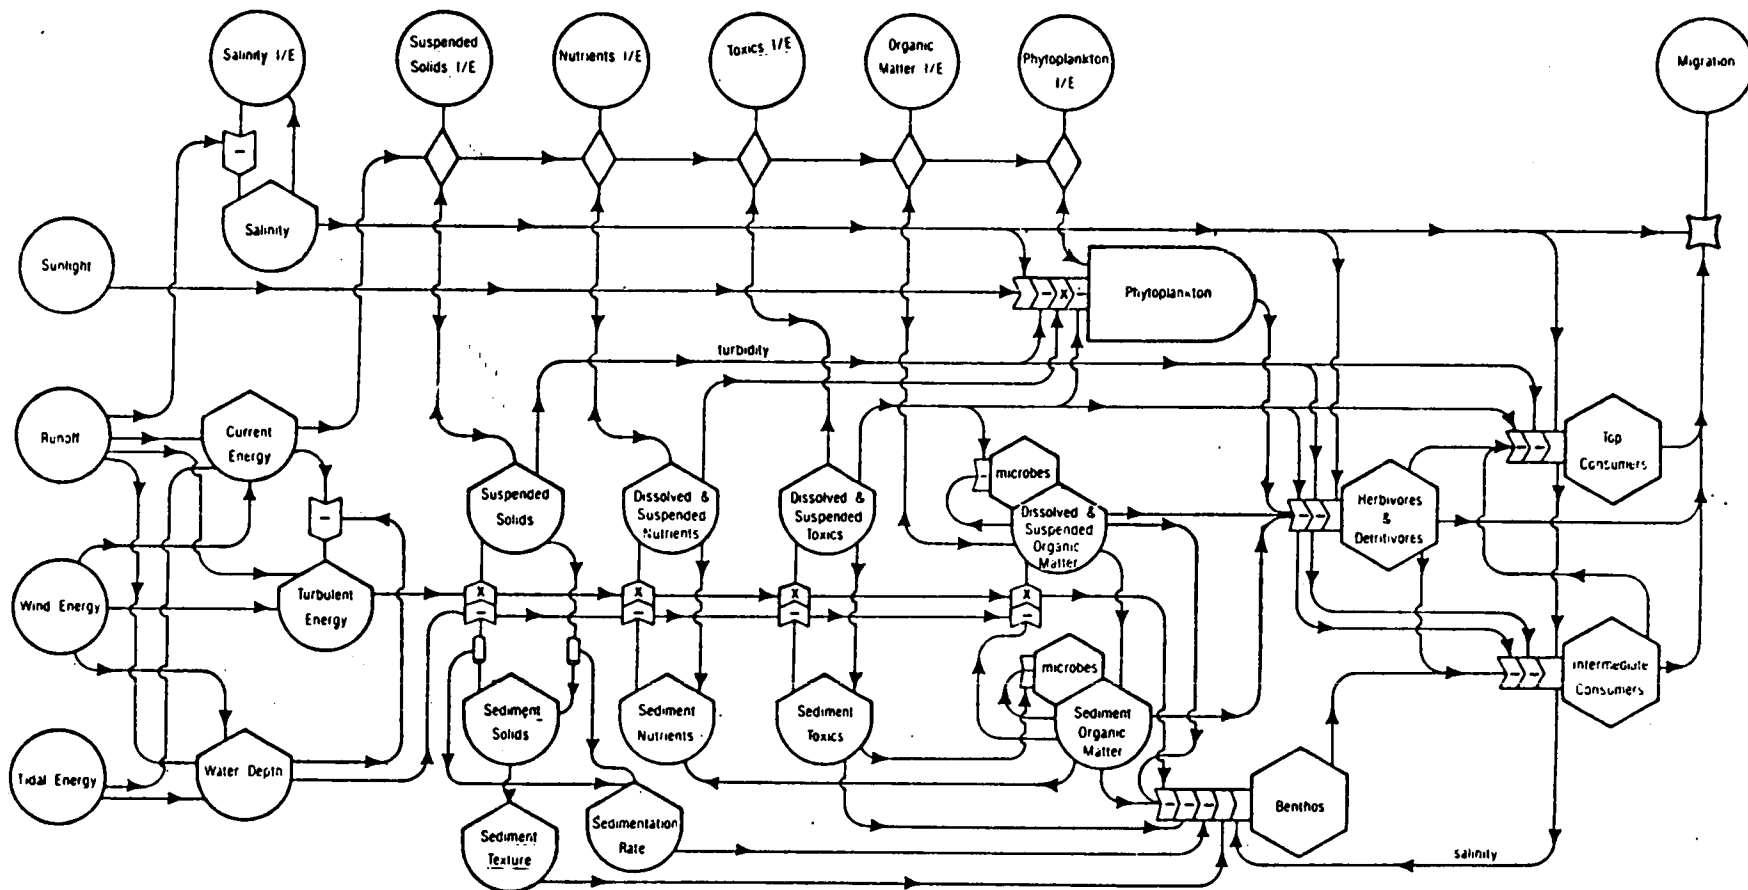 Salinity I/E
Suspended
Solids I/E
Nutrients I/E
Toxics I/E
Organic
Matter I/E
Phytoplankton
I/E
Migration
-
Salinity
Sunlight
- x -
Phytoplankton
turbidity
Runoff
Current
Energy
-
Suspended
Solids
Dissolved &
Suspended
Nutrients
Dissolved &
Suspended
Toxics
-
microbes
Dissolved &
Suspended
Organic
Matter
- -
Herbivores
&
Detritivores
- -
Top
Consumers
Wind Energy
Turbulent
Energy
x
-
x
-
x
-
x
-
microbes
Sediment
Solids
Sediment
Nutrients
Sediment
Toxics
Sediment
Organic
Matter
- -
Intermediate
Consumers
Tidal Energy
Water Depth
Sediment
Texture
Sedimentation
Rate
- - -
Benthos
salinity